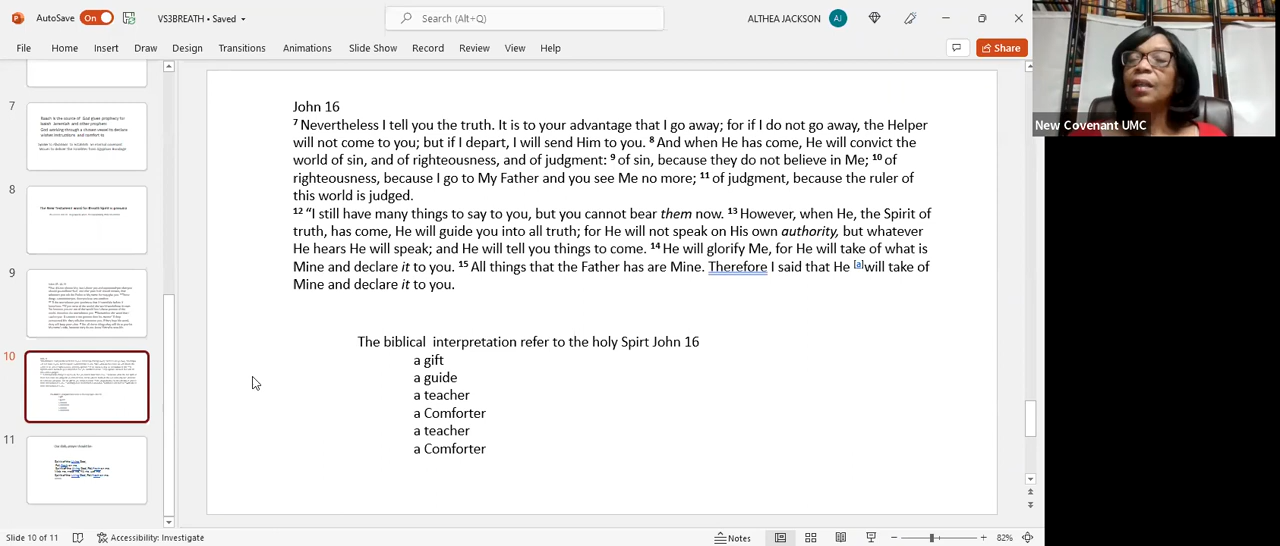 AutoSave On VS3BREATH • Saved Search (Alt+Q) ALTHEA JACKSON AJ
File Home Insert Draw Design Transitions Animations Slide Show Record Review View Help Share
New Covenant UMC
7
8
9
10
11
John 16
7 Nevertheless I tell you the truth. It is to your advantage that I go away; for if I do not go away, the Helper
will not come to you; but if I depart, I will send Him to you. 8 And when He has come, He will convict the
world of sin, and of righteousness, and of judgment: 9 of sin, because they do not believe in Me; 10 of
righteousness, because I go to My Father and you see Me no more; 11 of judgment, because the ruler of
this world is judged.
12 “I still have many things to say to you, but you cannot bear them now. 13 However, when He, the Spirit of
truth, has come, He will guide you into all truth; for He will not speak on His own authority, but whatever
He hears He will speak; and He will tell you things to come. 14 He will glorify Me, for He will take of what is
Mine and declare it to you. 15 All things that the Father has are Mine. Therefore I said that He [a]will take of
Mine and declare it to you.
The biblical interpretation refer to the holy Spirt John 16
a gift
a guide
a teacher
a Comforter
a teacher
a Comforter
Slide 10 of 11 Accessibility: Investigate Notes 82%